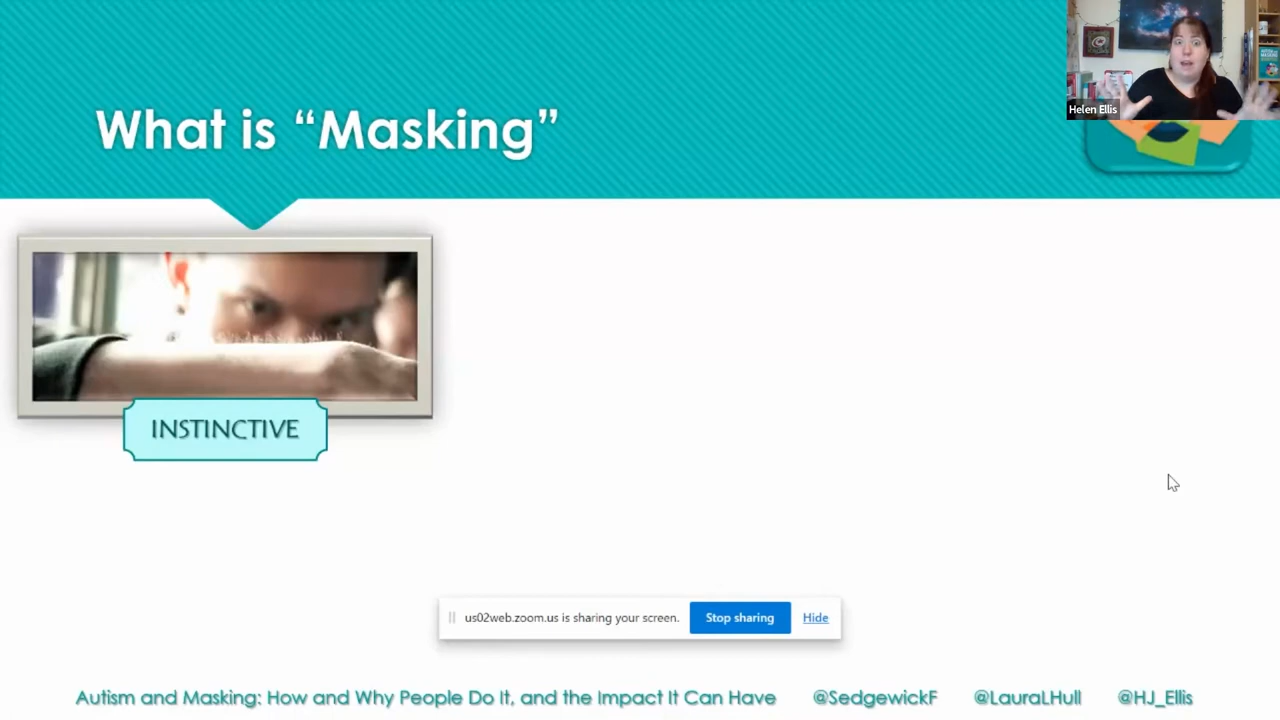 What is “Masking”
Helen Ellis
INSTINCTIVE
us02web.zoom.us is sharing your screen.
Stop sharing
Hide
Autism and Masking: How and Why People Do It, and the Impact It Can Have @SedgewickF @LauraLHull @HJ_Ellis